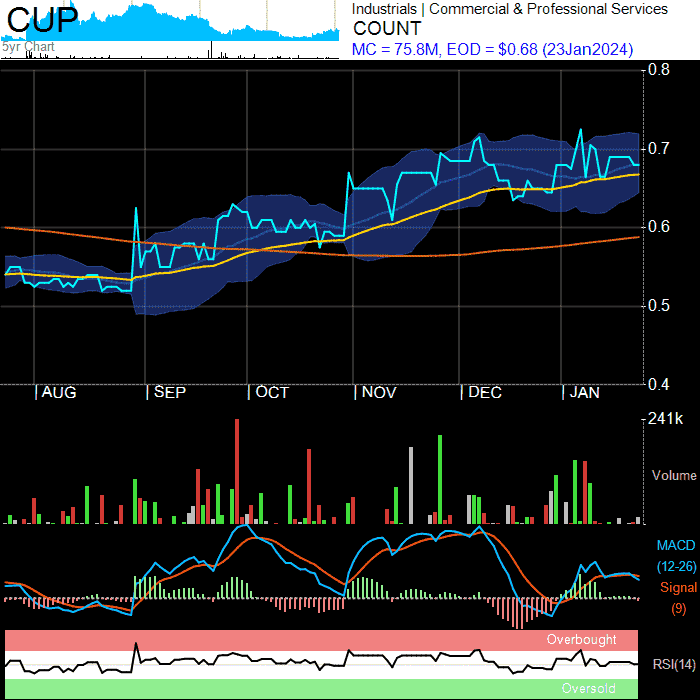 CUP
5yr Chart
Industrials | Commercial & Professional Services
COUNT
MC = 75.8M, EOD = $0.68 (23Jan2024)
0.8
0.7
0.6
0.5
0.4
AUG SEP OCT NOV DEC JAN
241k
Volume
MACD
(12-26)
Signal
(9)
Overbought
RSI(14)
Oversold